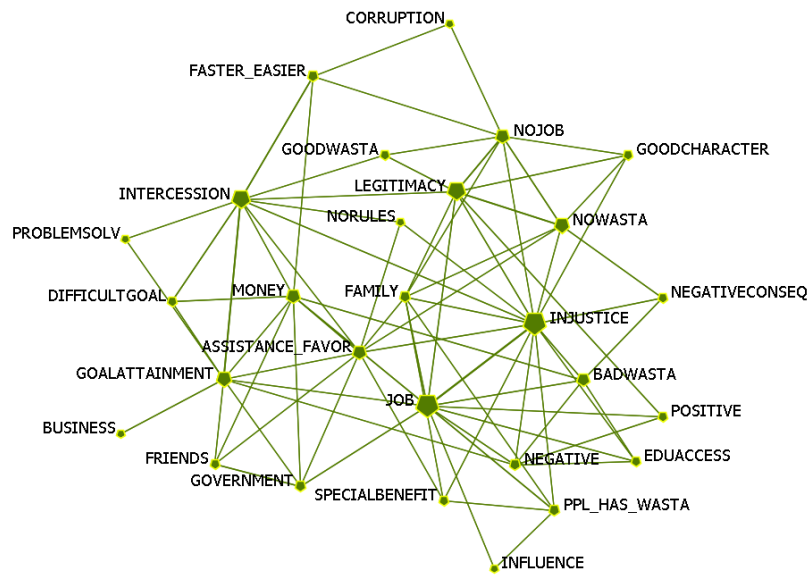 CORRUPTION
FASTER_EASIER
NOJOB
GOODWASTA
GOODCHARACTER
INTERCESSION
LEGITIMACY
NORULES
NOWASTA
PROBLEMSOLV
DIFFICULTGOAL
MONEY
FAMILY
NEGATIVECONSEQ
INJUSTICE
ASSISTANCE_FAVOR
GOALATTAINMENT
BADWASTA
JOB
POSITIVE
BUSINESS
FRIENDS
NEGATIVE
EDUACCESS
GOVERNMENT
SPECIALBENEFIT
PPL_HAS_WASTA
INFLUENCE